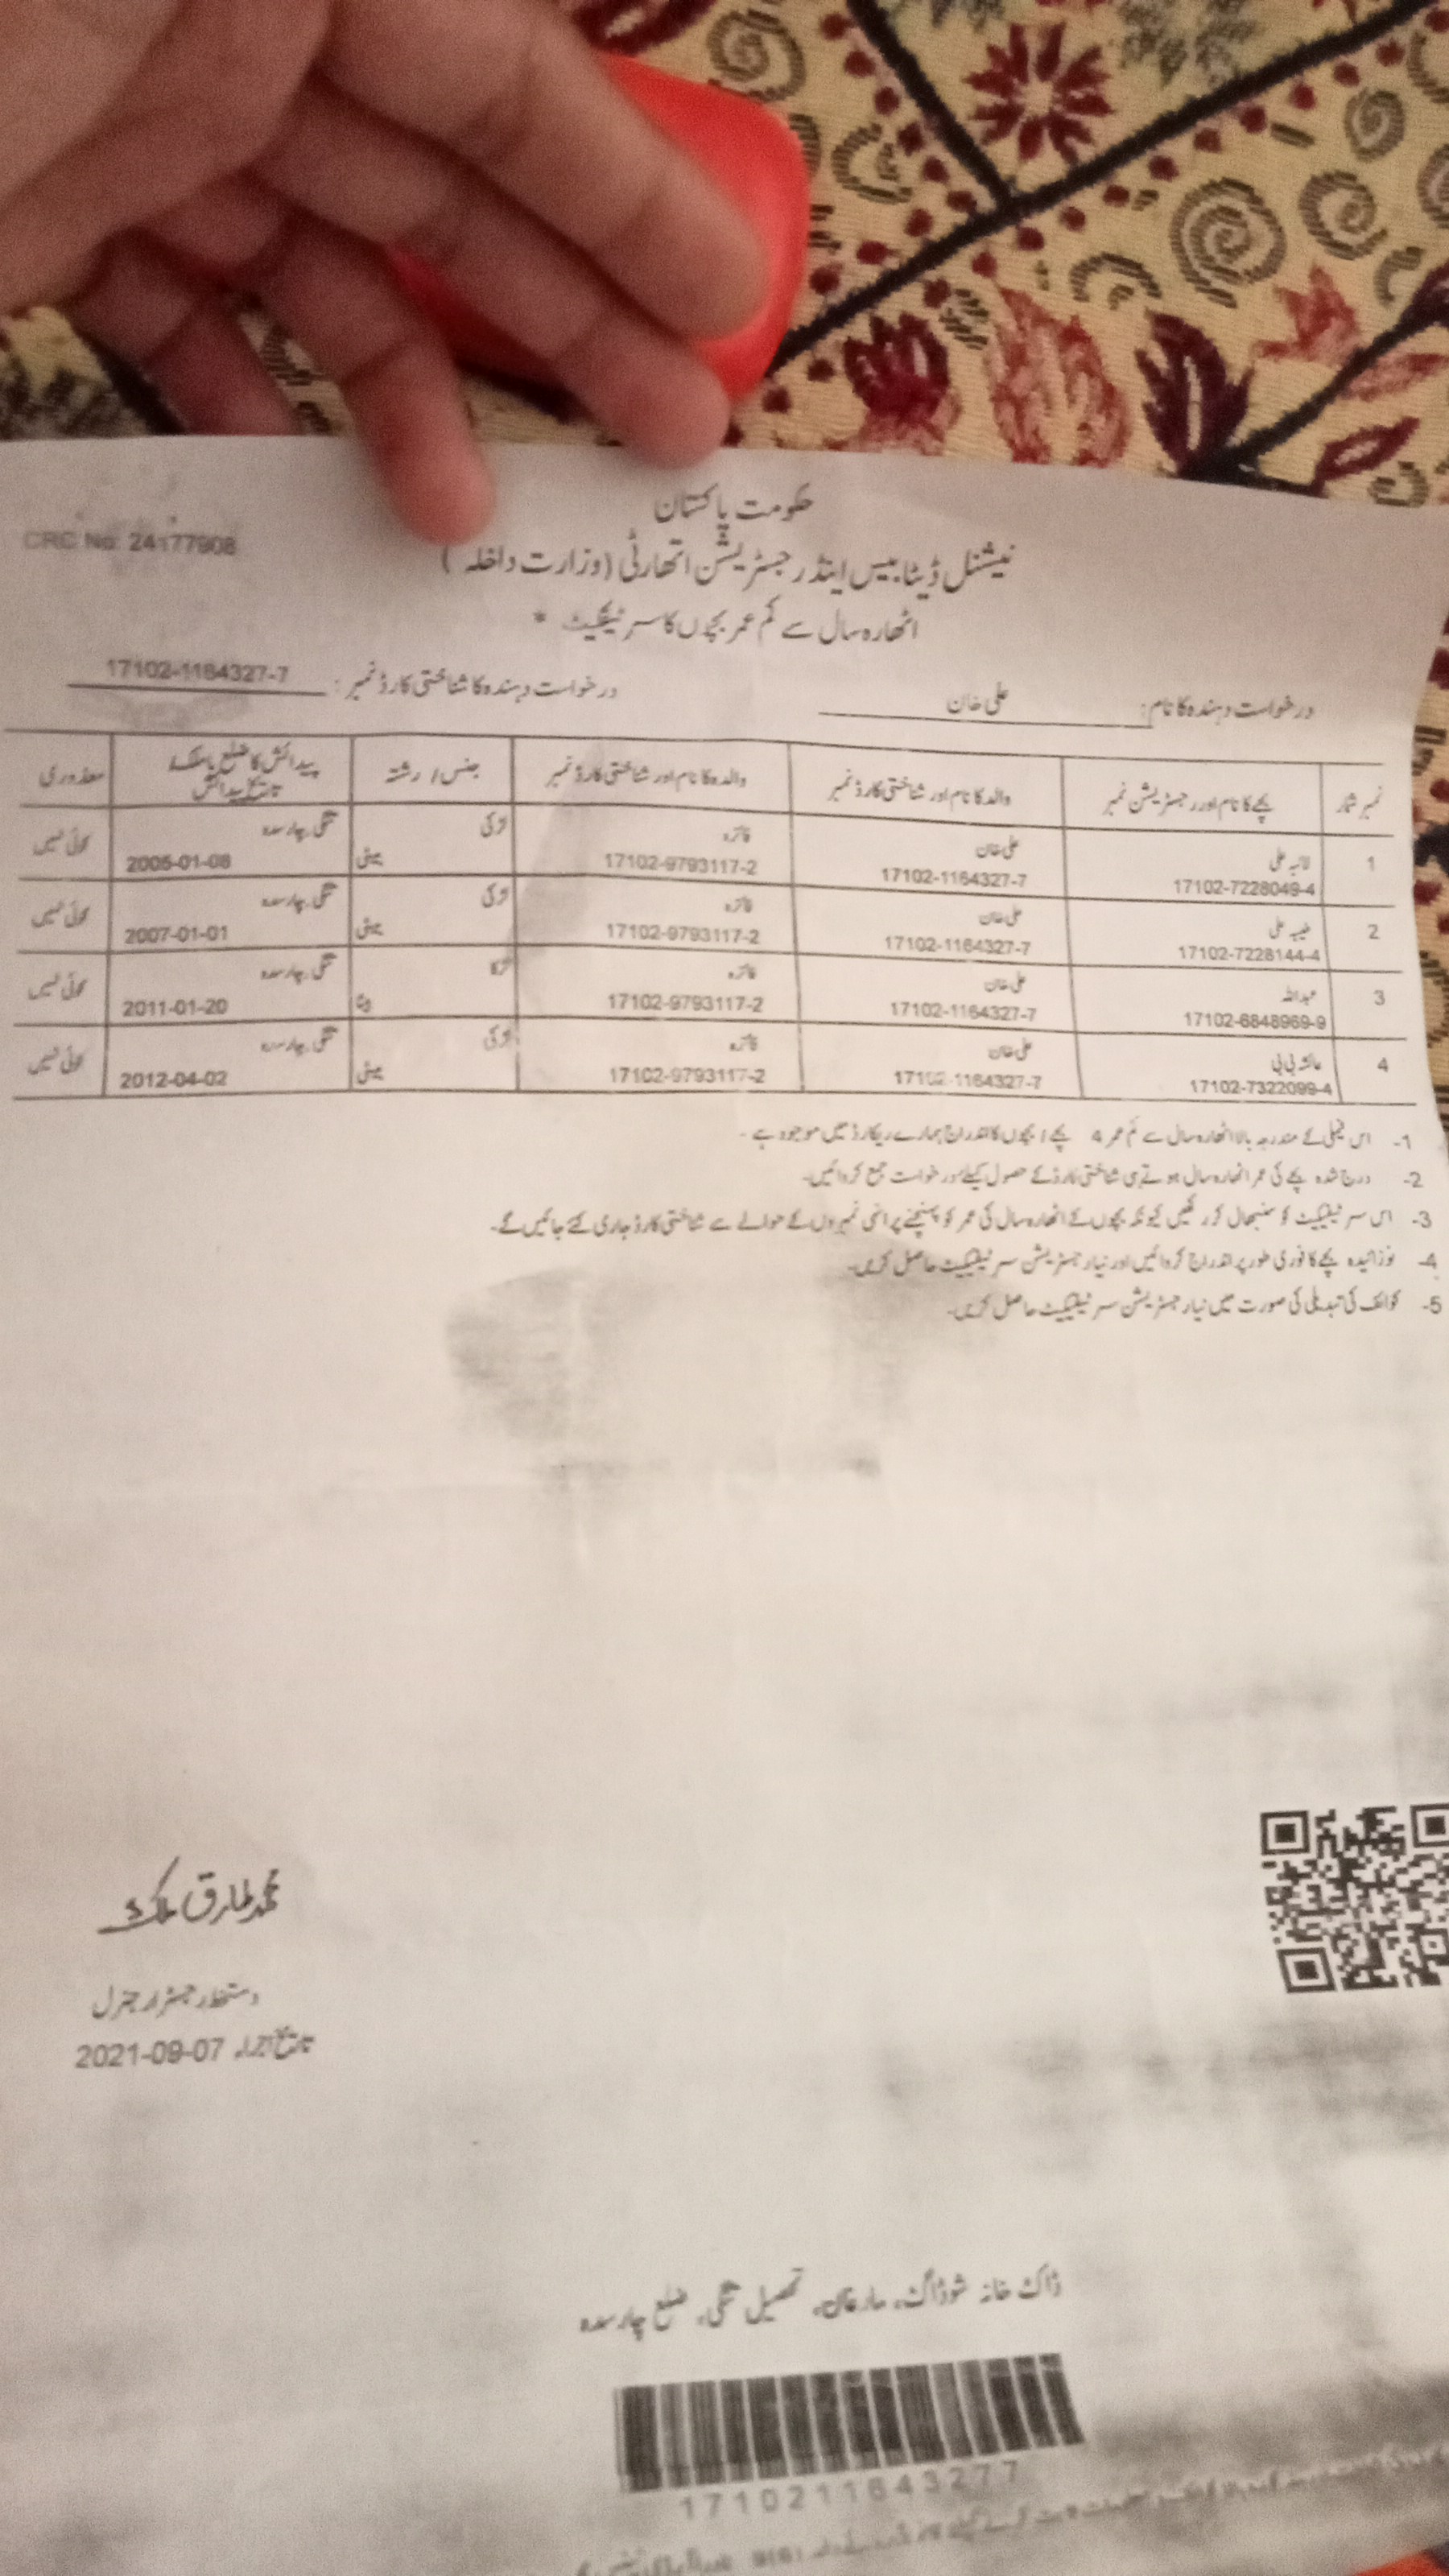 حکومت پاکستان
CRC No: 24177908
نیشنل ڈیٹابیس اینڈ رجسٹریشن اتھارٹی (وزارت داخلہ)
اٹھارہ سال سے کم عمر بچوں کا سرٹیفکیٹ *
درخواست دہندہ کا نام: علی خان درخواست دہندہ کا شناختی کارڈ نمبر: 17102-1164327-7
نمبر شمار بچے کا نام اور رجسٹریشن نمبر والد کا نام اور شناختی کارڈ نمبر والدہ کا نام اور شناختی کارڈ نمبر جنس / رشتہ پیدائش کا ضلع یا ملک / تاریخ پیدائش معذوری
1 لائبہ علی علی خان فائزہ لڑکی تنگی، چارسدہ کوئی نہیں
17102-7228049-4 17102-1164327-7 17102-9793117-2 بیٹی 2005-01-08
2 طیبہ علی علی خان فائزہ لڑکی تنگی، چارسدہ کوئی نہیں
17102-7228144-4 17102-1164327-7 17102-9793117-2 بیٹی 2007-01-01
3 عبداللہ علی خان فائزہ لڑکا تنگی، چارسدہ کوئی نہیں
17102-6848969-9 17102-1164327-7 17102-9793117-2 بیٹا 2011-01-20
4 عائشہ بی بی علی خان فائزہ لڑکی تنگی، چارسدہ کوئی نہیں
17102-7322099-4 17102-1164327-7 17102-9793117-2 بیٹی 2012-04-02
1- اس فیملی کے مندرجہ بالا اٹھارہ سال سے کم عمر 4 بچے / بچوں کا اندراج ہمارے ریکارڈ میں موجود ہے -
2- درج شدہ بچے کی عمر اٹھارہ سال ہوتے ہی شناختی کارڈ کے حصول کیلئے درخواست جمع کروائیں-
3- اس سرٹیفکیٹ کو سنبھال کر رکھیں کیونکہ بچوں کے اٹھارہ سال کی عمر کو پہنچنے پر انہی نمبروں کے حوالے سے شناختی کارڈ جاری کئے جائیں گے-
4- نوزائیدہ بچے کا فوری طور پر اندراج کروائیں اور نیا رجسٹریشن سرٹیفکیٹ حاصل کریں-
5- کوائف کی تبدیلی کی صورت میں نیا رجسٹریشن سرٹیفکیٹ حاصل کریں-
محمد طارق ملک
دستخط رجسٹرار جنرل
تاریخ اجراء 2021-09-07
ڈاک خانہ شوڈاگ، تحصیل تنگی، ضلع چارسدہ
1710211643277